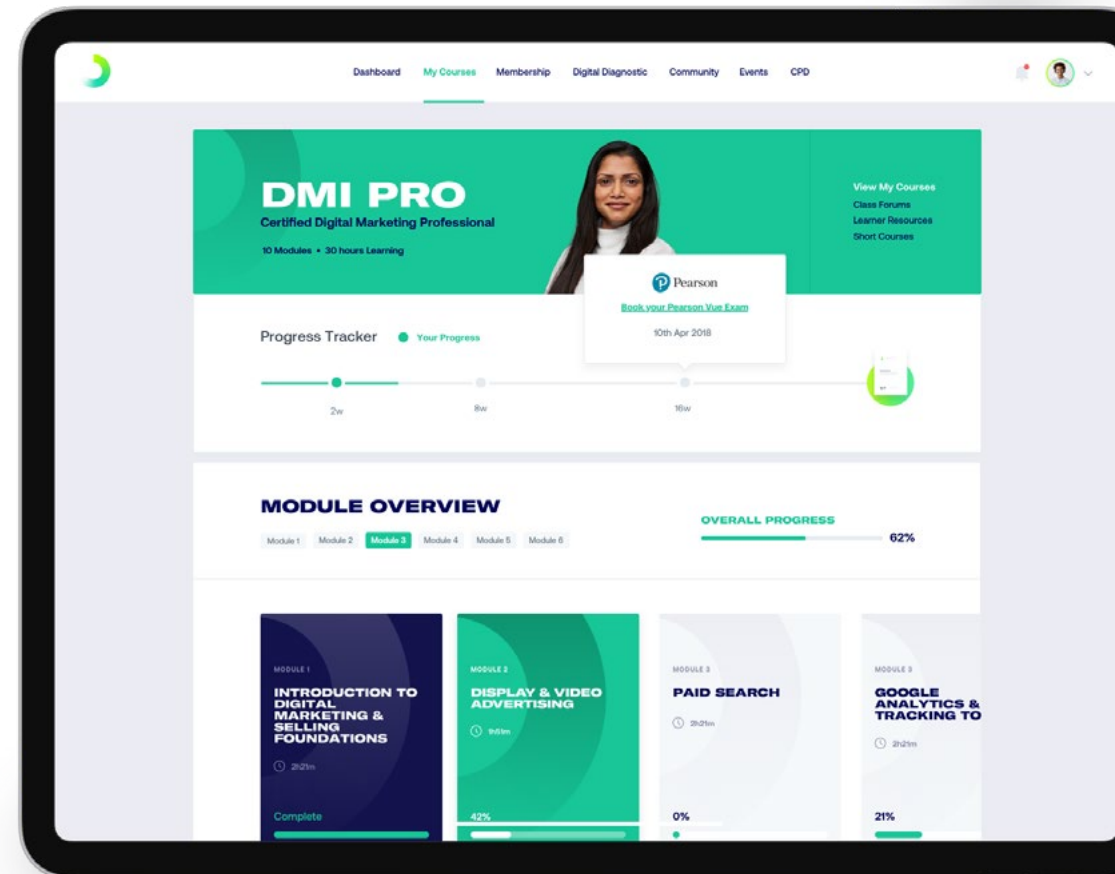 Dashboard My Courses Membership Digital Diagnostic Community Events CPD
DMI PRO
Certified Digital Marketing Professional
10 Modules • 30 hours Learning
View My Courses
Class Forums
Learner Resources
Short Courses
Pearson
Book your Pearson Vue Exam
10th Apr 2018
Progress Tracker
Your Progress
2w 8w 16w
MODULE OVERVIEW
Module 1 Module 2 Module 3 Module 4 Module 5 Module 6
OVERALL PROGRESS
62%
MODULE 1
INTRODUCTION TO
DIGITAL
MARKETING &
SELLING
FOUNDATIONS
2h21m
Complete
MODULE 2
DISPLAY & VIDEO
ADVERTISING
1h51m
42%
MODULE 3
PAID SEARCH
2h21m
0%
MODULE 3
GOOGLE
ANALYTICS &
TRACKING TO
2h21m
21%